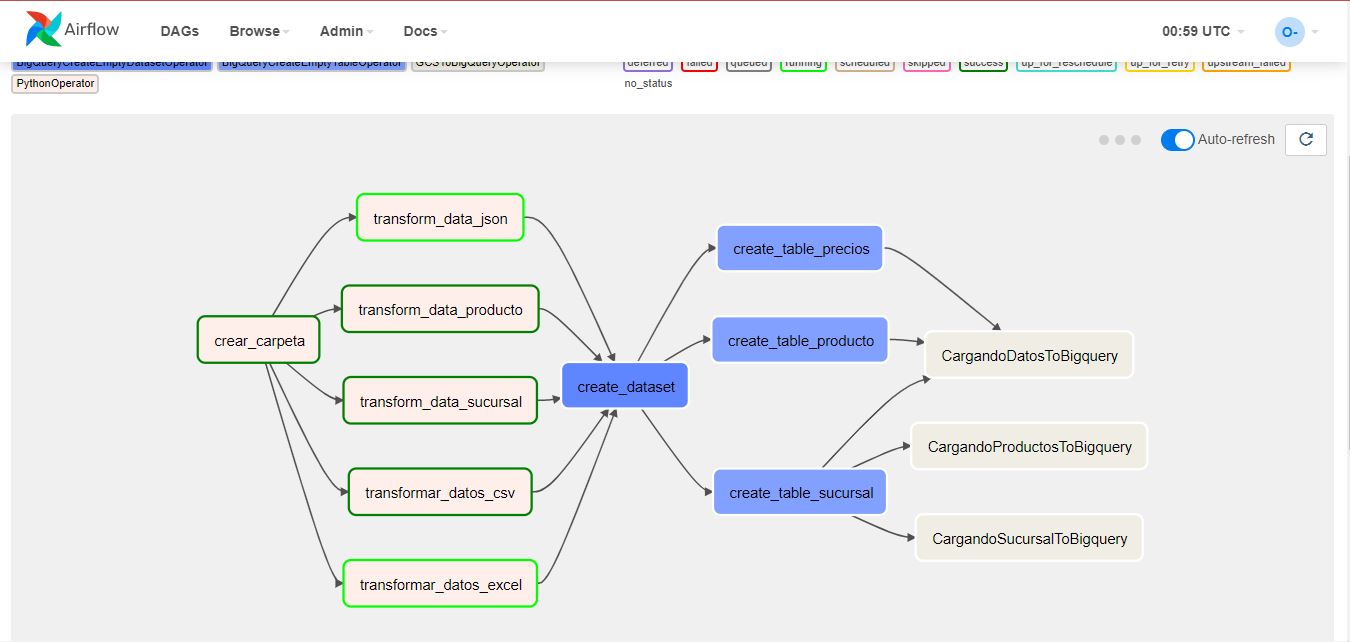 Airflow DAGs Browse Admin Docs 00:59 UTC O-
BigQueryCreateEmptyDatasetOperator BigQueryCreateEmptyTableOperator GCSToBigQueryOperator deferred failed queued running scheduled skipped success up_for_reschedule up_for_retry upstream_failed
PythonOperator no_status
Auto-refresh
transform_data_json
create_table_precios
transform_data_producto
crear_carpeta
create_table_producto
CargandoDatosToBigquery
create_dataset
transform_data_sucursal
CargandoProductosToBigquery
transformar_datos_csv
create_table_sucursal
CargandoSucursalToBigquery
transformar_datos_excel